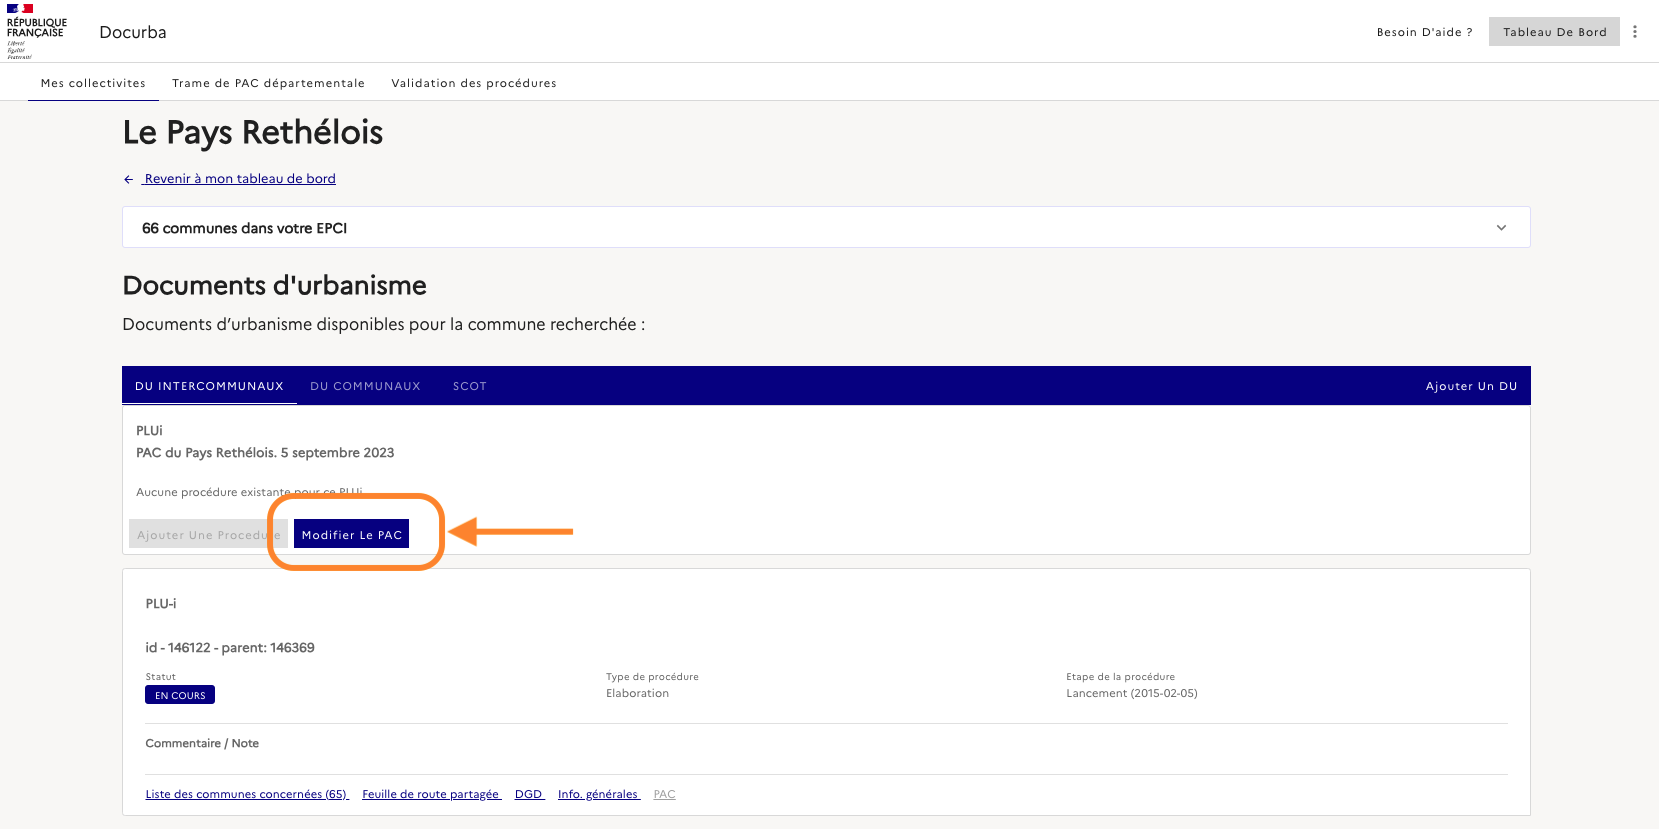 RÉPUBLIQUE
FRANÇAISE
Liberté
Égalité
Fraternité
Docurba
Besoin D'aide ?
Tableau De Bord
Mes collectivites
Trame de PAC départementale
Validation des procédures
Le Pays Rethélois
← Revenir à mon tableau de bord
66 communes dans votre EPCI
Documents d'urbanisme
Documents d’urbanisme disponibles pour la commune recherchée :
DU INTERCOMMUNAUX
DU COMMUNAUX
SCOT
Ajouter Un DU
PLUi
PAC du Pays Rethélois. 5 septembre 2023
Aucune procédure existante pour ce PLUi.
Ajouter Une Procedure
Modifier Le PAC
PLU-i
id - 146122 - parent: 146369
Statut
EN COURS
Type de procédure
Elaboration
Etape de la procédure
Lancement (2015-02-05)
Commentaire / Note
Liste des communes concernées (65)
Feuille de route partagée
DGD
Info. générales
PAC